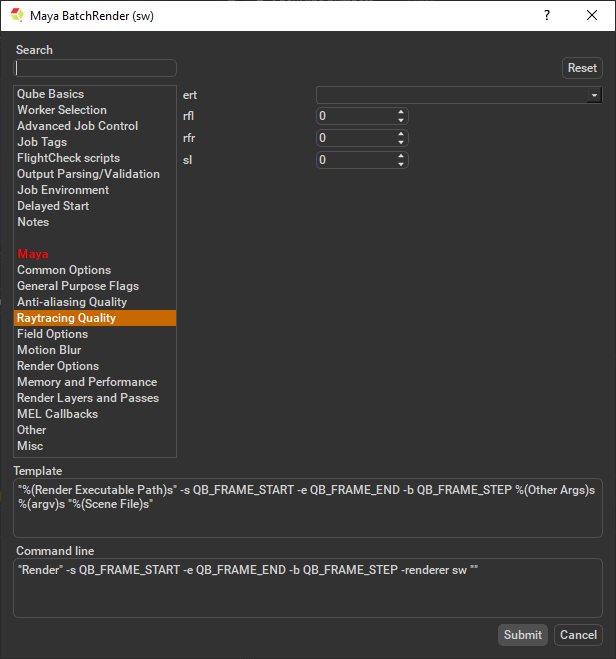 Maya BatchRender (sw)
Search
Reset
Qube Basics
Worker Selection
Advanced Job Control
Job Tags
FlightCheck scripts
Output Parsing/Validation
Job Environment
Delayed Start
Notes
Maya
Common Options
General Purpose Flags
Anti-aliasing Quality
Raytracing Quality
Field Options
Motion Blur
Render Options
Memory and Performance
Render Layers and Passes
MEL Callbacks
Other
Misc
ert
rfl 0
rfr 0
sl 0
Template
"%(Render Executable Path)s" -s QB_FRAME_START -e QB_FRAME_END -b QB_FRAME_STEP %(Other Args)s
%(argv)s "%(Scene File)s"
Command line
"Render" -s QB_FRAME_START -e QB_FRAME_END -b QB_FRAME_STEP -renderer sw ""
Submit
Cancel